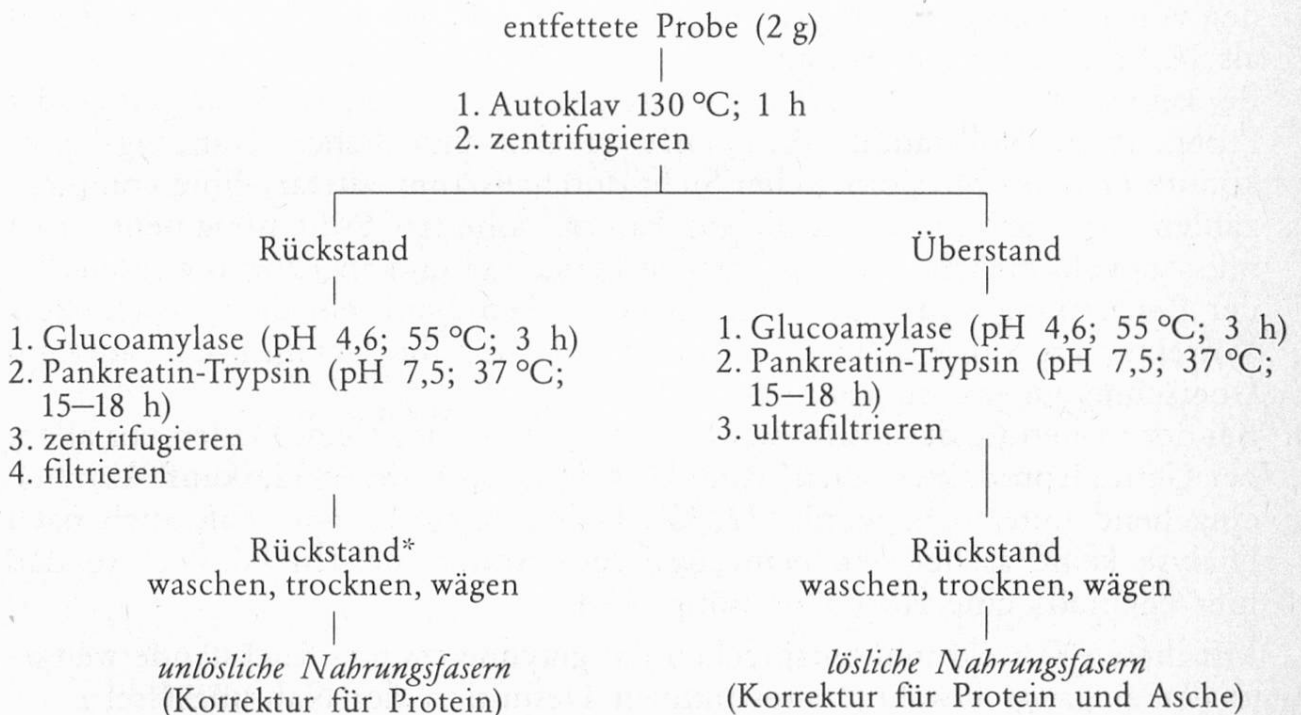 entfettete Probe (2 g)
1. Autoklav 130 °C; 1 h
2. zentrifugieren
Rückstand
1. Glucoamylase (pH 4,6; 55 °C; 3 h)
2. Pankreatin-Trypsin (pH 7,5; 37 °C;
15—18 h)
3. zentrifugieren
4. filtrieren
Rückstand*
waschen, trocknen, wägen
unlösliche Nahrungsfasern
(Korrektur für Protein)
Überstand
1. Glucoamylase (pH 4,6; 55 °C; 3 h)
2. Pankreatin-Trypsin (pH 7,5; 37 °C;
15—18 h)
3. ultrafiltrieren
Rückstand
waschen, trocknen, wägen
lösliche Nahrungsfasern
(Korrektur für Protein und Asche)